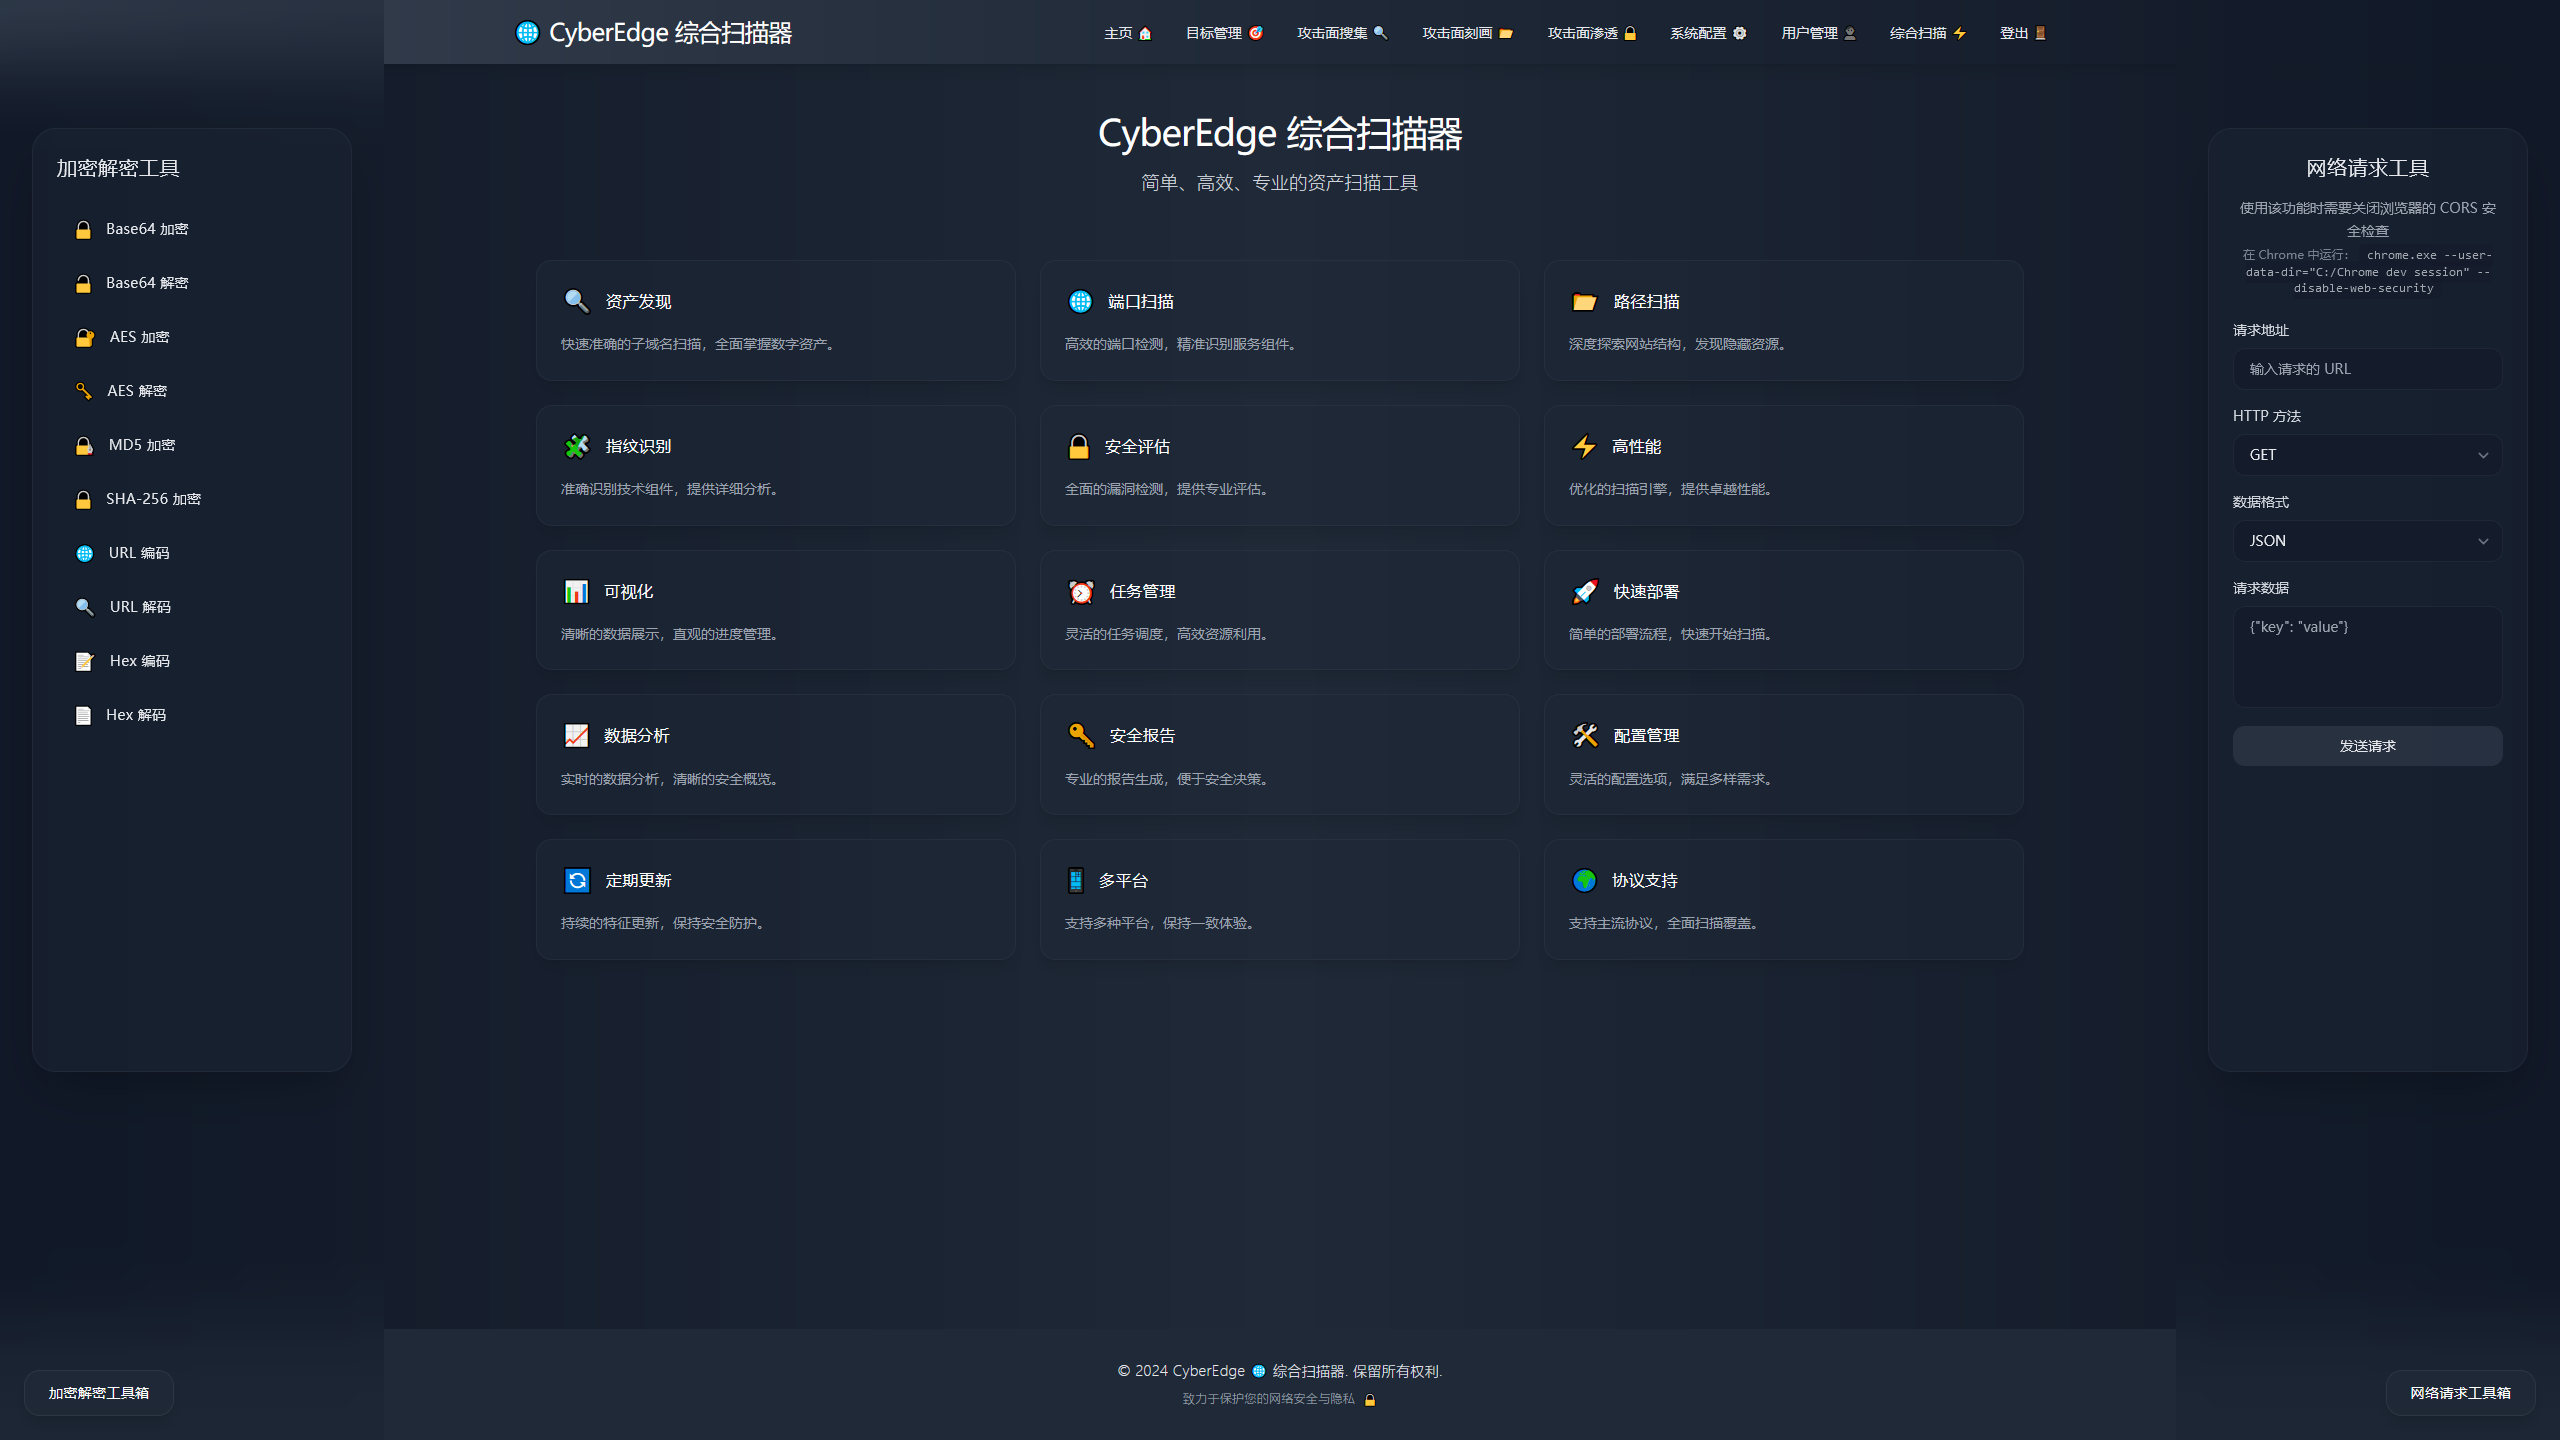 CyberEdge 综合扫描器
主页
目标管理
攻击面搜集
攻击面刻画
攻击面渗透
系统配置
用户管理
综合扫描
登出
加密解密工具
Base64 加密
Base64 解密
AES 加密
AES 解密
MD5 加密
SHA-256 加密
URL 编码
URL 解码
Hex 编码
Hex 解码
CyberEdge 综合扫描器
简单、高效、专业的资产扫描工具
资产发现
快速准确的子域名扫描，全面掌握数字资产。
端口扫描
高效的端口检测，精准识别服务组件。
路径扫描
深度探索网站结构，发现隐藏资源。
指纹识别
准确识别技术组件，提供详细分析。
安全评估
全面的漏洞检测，提供专业评估。
高性能
优化的扫描引擎，提供卓越性能。
可视化
清晰的数据展示，直观的进度管理。
任务管理
灵活的任务调度，高效资源利用。
快速部署
简单的部署流程，快速开始扫描。
数据分析
实时的数据分析，清晰的安全概览。
安全报告
专业的报告生成，便于安全决策。
配置管理
灵活的配置选项，满足多样需求。
定期更新
持续的特征更新，保持安全防护。
多平台
支持多种平台，保持一致体验。
协议支持
支持主流协议，全面扫描覆盖。
网络请求工具
使用该功能时需要关闭浏览器的 CORS 安
全检查
在 Chrome 中运行： chrome.exe --user-
data-dir="C:/Chrome dev session" --
disable-web-security
请求地址
输入请求的 URL
HTTP 方法
GET
数据格式
JSON
请求数据
{"key": "value"}
发送请求
© 2024 CyberEdge 综合扫描器. 保留所有权利.
致力于保护您的网络安全与隐私
加密解密工具箱
网络请求工具箱